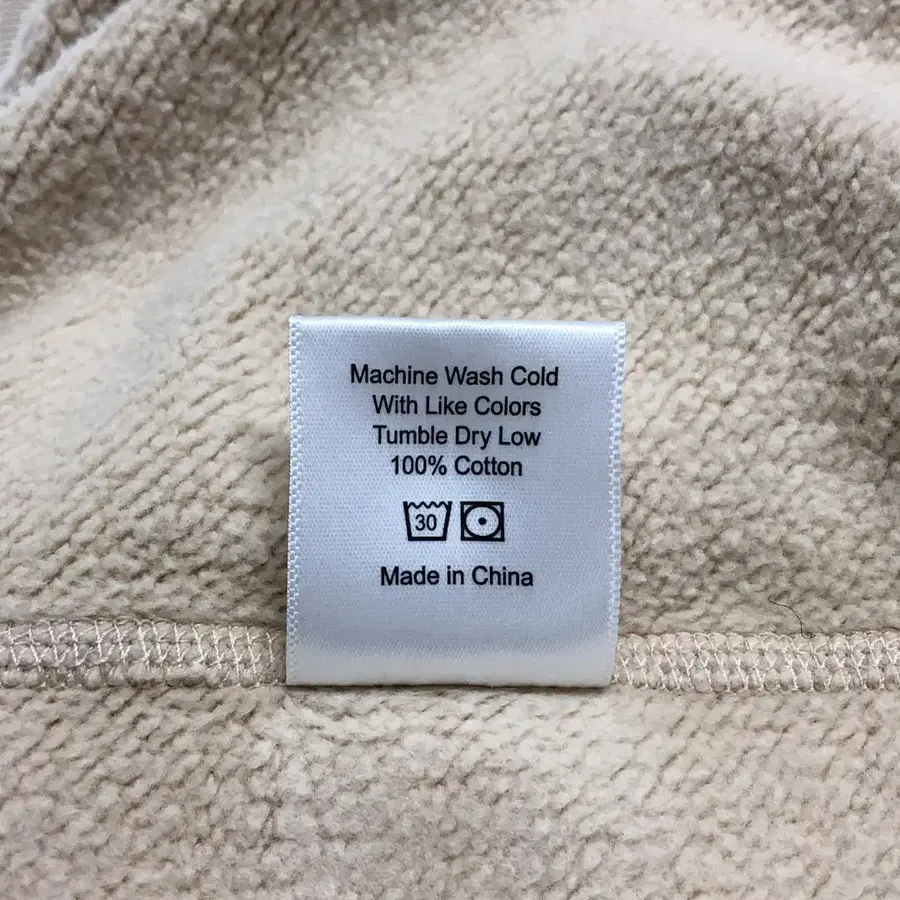 Machine Wash Cold
With Like Colors
Tumble Dry Low
100% Cotton
30
Made in China